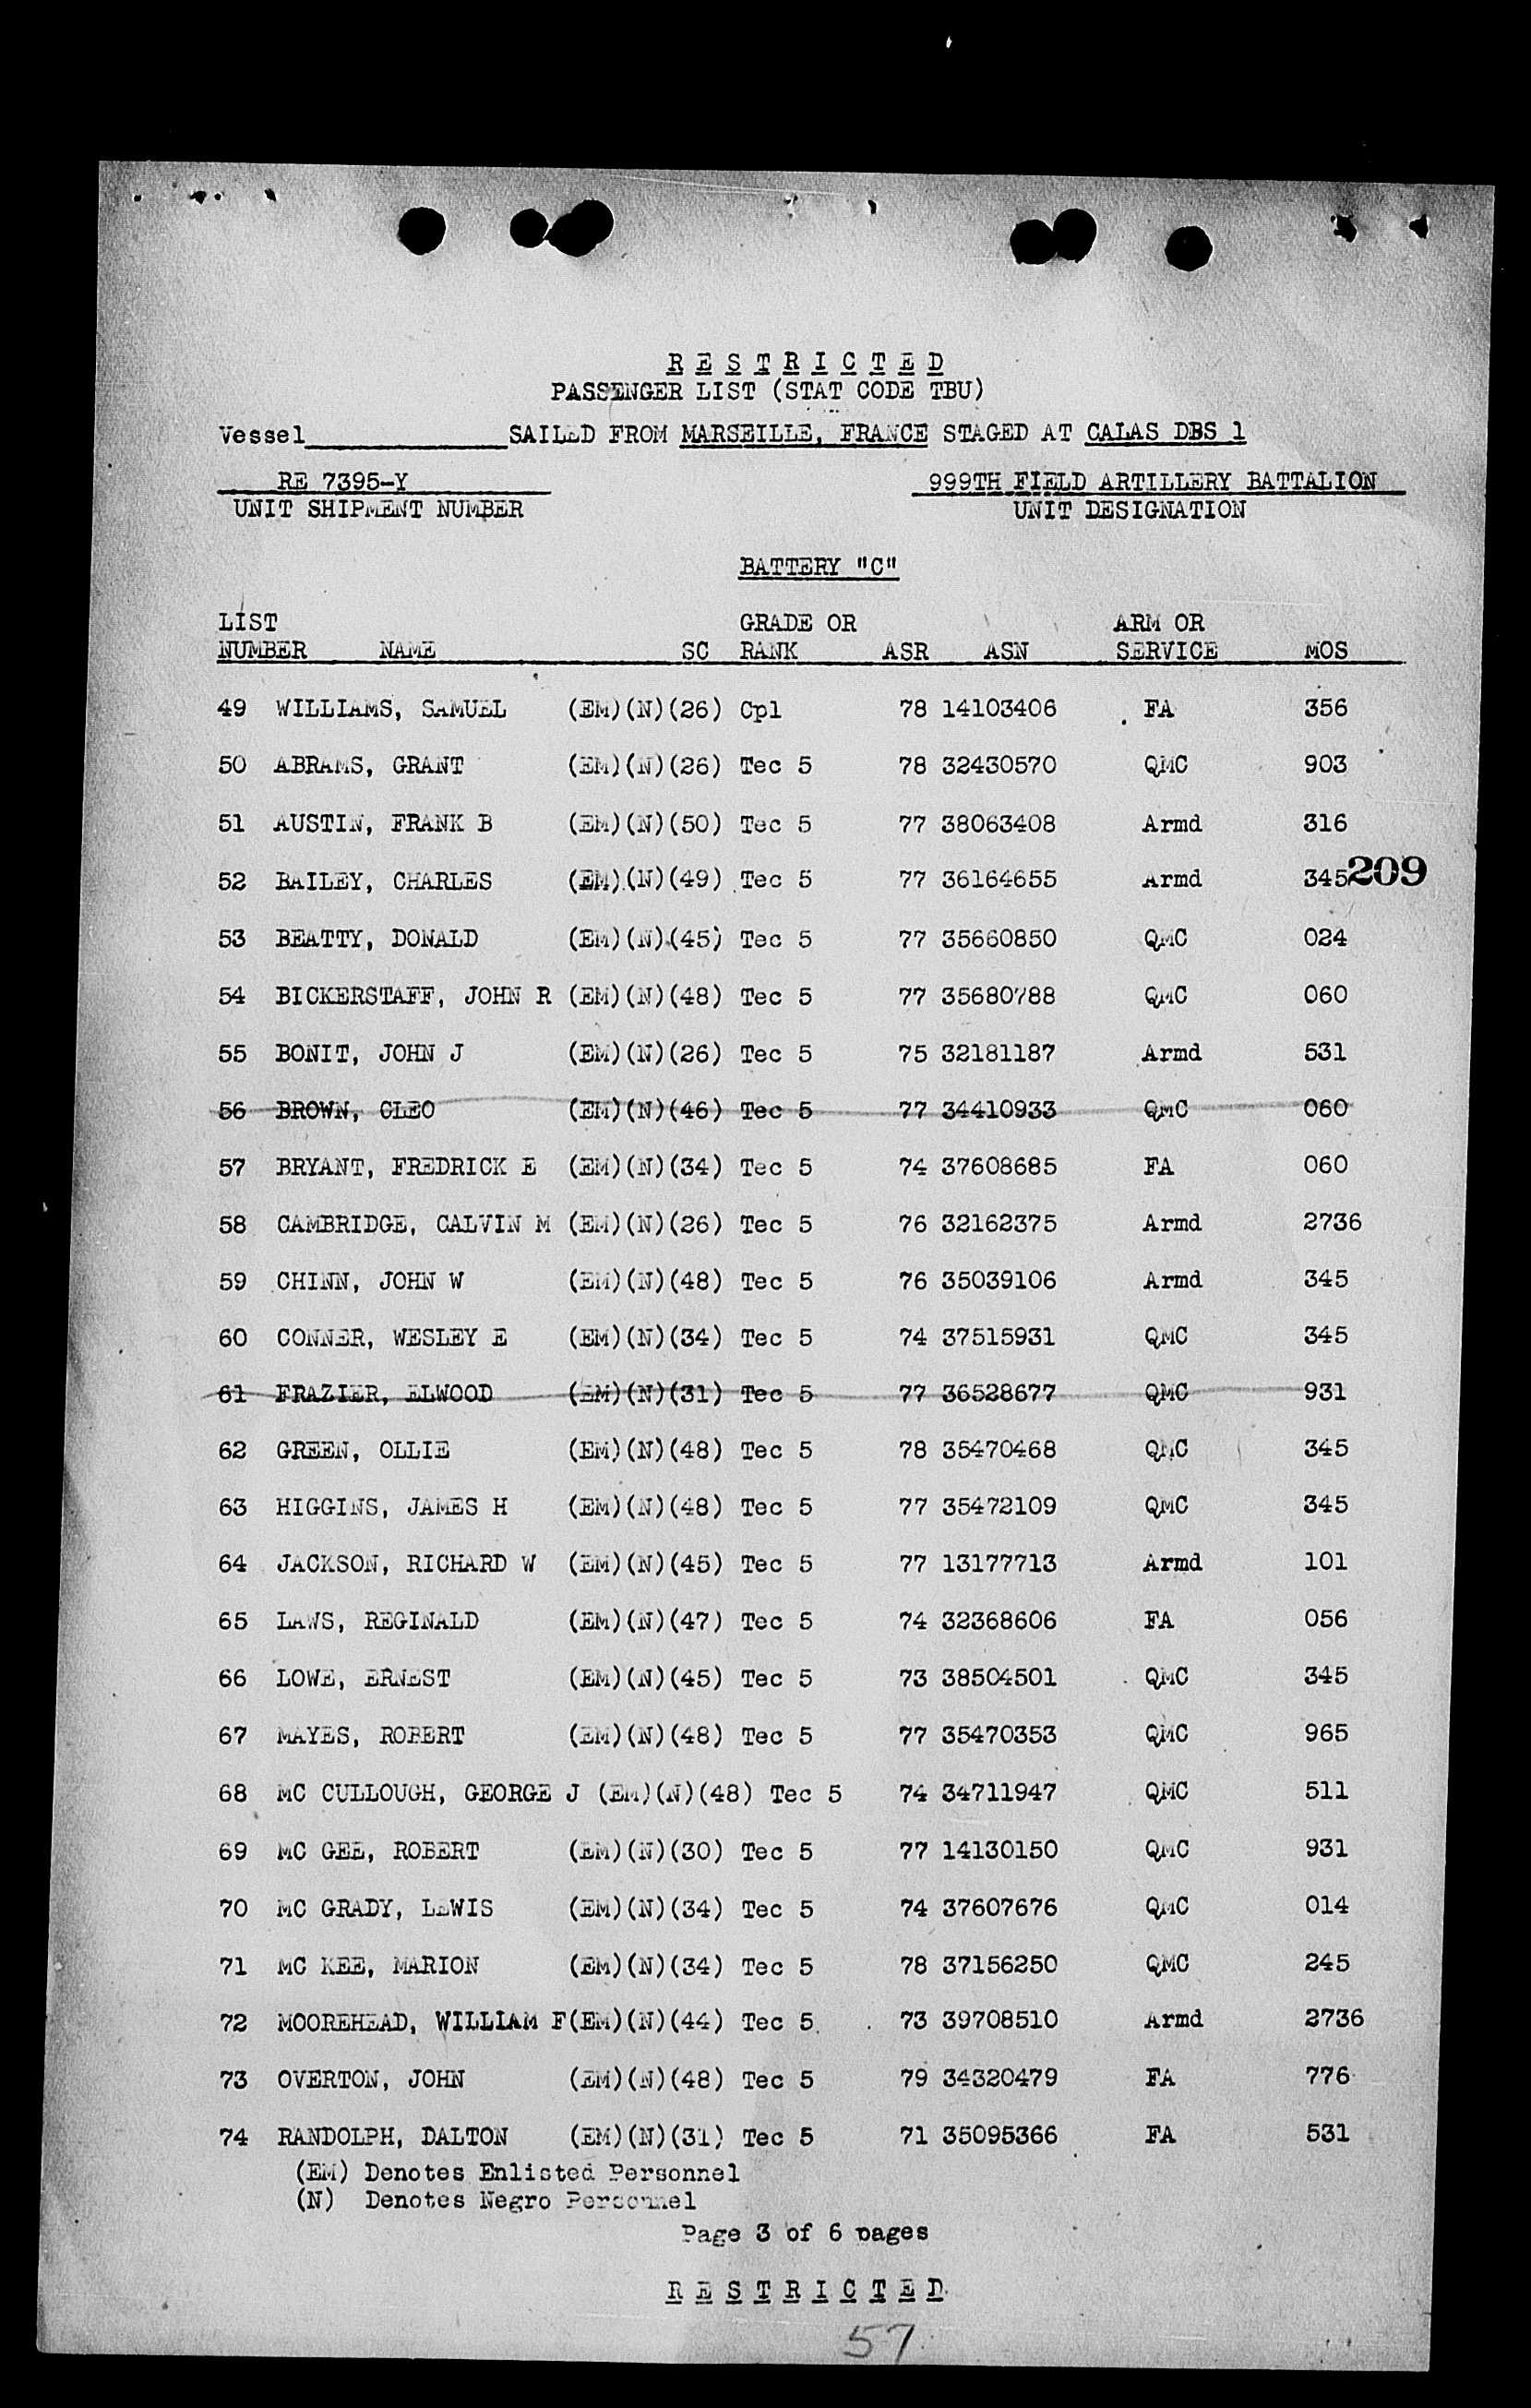 RESTRICTED
PASSENGER LIST (STAT CODE TBU)
Vessel______________SAILED FROM MARSEILLE, FRANCE STAGED AT CALAS DBS 1
RE 7395-Y 999TH FIELD ARTILLERY BATTALION
UNIT SHIPMENT NUMBER UNIT DESIGNATION
BATTERY "C"
LIST GRADE OR ARM OR
NUMBER NAME SC RANK ASR ASN SERVICE MOS
49 WILLIAMS, SAMUEL (EM)(N)(26) Cpl 78 14103406 FA 356
50 ABRAMS, GRANT (EM)(N)(26) Tec 5 78 32430570 QMC 903
51 AUSTIN, FRANK B (EM)(N)(50) Tec 5 77 38063408 Armd 316
52 BAILEY, CHARLES (EM)(N)(49) Tec 5 77 36164655 Armd 345 209
53 BEATTY, DONALD (EM)(N)(45) Tec 5 77 35660850 QMC 024
54 BICKERSTAFF, JOHN R (EM)(N)(48) Tec 5 77 35680788 QMC 060
55 BONIT, JOHN J (EM)(N)(26) Tec 5 75 32181187 Armd 531
56 BROWN, CLEO (EM)(N)(46) Tec 5 77 34410933 QMC 060
57 BRYANT, FREDRICK E (EM)(N)(34) Tec 5 74 37608685 FA 060
58 CAMBRIDGE, CALVIN M (EM)(N)(26) Tec 5 76 32162375 Armd 2736
59 CHINN, JOHN W (EM)(N)(48) Tec 5 76 35039106 Armd 345
60 CONNER, WESLEY E (EM)(N)(34) Tec 5 74 37515931 QMC 345
61 FRAZIER, ELWOOD (EM)(N)(31) Tec 5 77 36528677 QMC 931
62 GREEN, OLLIE (EM)(N)(48) Tec 5 78 35470468 QMC 345
63 HIGGINS, JAMES H (EM)(N)(48) Tec 5 77 35472109 QMC 345
64 JACKSON, RICHARD W (EM)(N)(45) Tec 5 77 13177713 Armd 101
65 LAWS, REGINALD (EM)(N)(47) Tec 5 74 32368606 FA 056
66 LOWE, ERNEST (EM)(N)(45) Tec 5 73 38504501 QMC 345
67 MAYES, ROBERT (EM)(N)(48) Tec 5 77 35470353 QMC 965
68 MC CULLOUGH, GEORGE J (EM)(N)(48) Tec 5 74 34711947 QMC 511
69 MC GEE, ROBERT (EM)(N)(30) Tec 5 77 14130150 QMC 931
70 MC GRADY, LEWIS (EM)(N)(34) Tec 5 74 37607676 QMC 014
71 MC KEE, MARION (EM)(N)(34) Tec 5 78 37156250 QMC 245
72 MOOREHEAD, WILLIAM F(EM)(N)(44) Tec 5 73 39708510 Armd 2736
73 OVERTON, JOHN (EM)(N)(48) Tec 5 79 34320479 FA 776
74 RANDOLPH, DALTON (EM)(N)(31) Tec 5 71 35095366 FA 531
(EM) Denotes Enlisted Personnel
(N) Denotes Negro Personnel
Page 3 of 6 pages
RESTRICTED
57